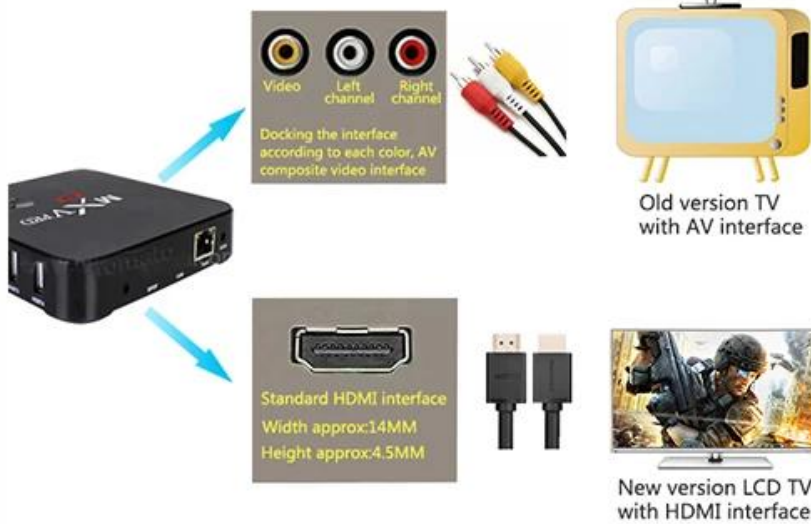 Video
Left
channel
Right
channel
Docking the interface
according to each color, AV
composite video interface
Old version TV
with AV interface
MXV PRO
Standard HDMI interface
Width approx:14MM
Height approx:4.5MM
New version LCD TV
with HDMI interface